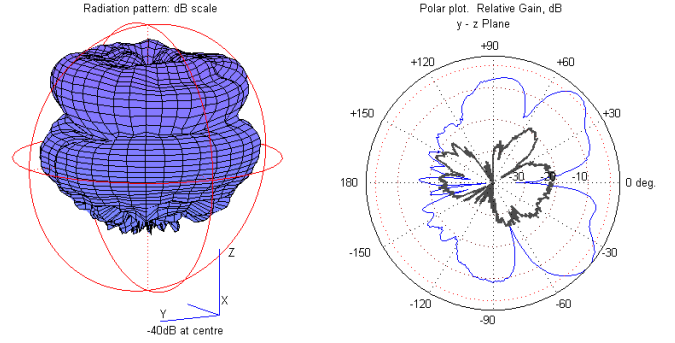 Radiation pattern: dB scale
Z
X
Y
-40dB at centre
Polar plot. Relative Gain, dB
y - z Plane
+90
+120
+60
+150
+30
180
-30
-10
0 deg.
-150
-30
-120
-60
-90